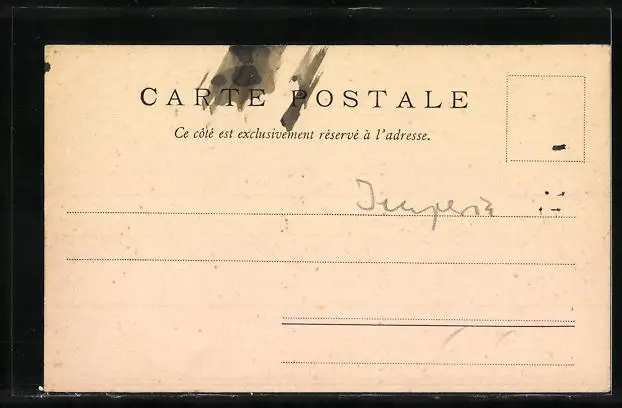 CARTE POSTALE
Ce côté est exclusivement réservé à l'adresse.